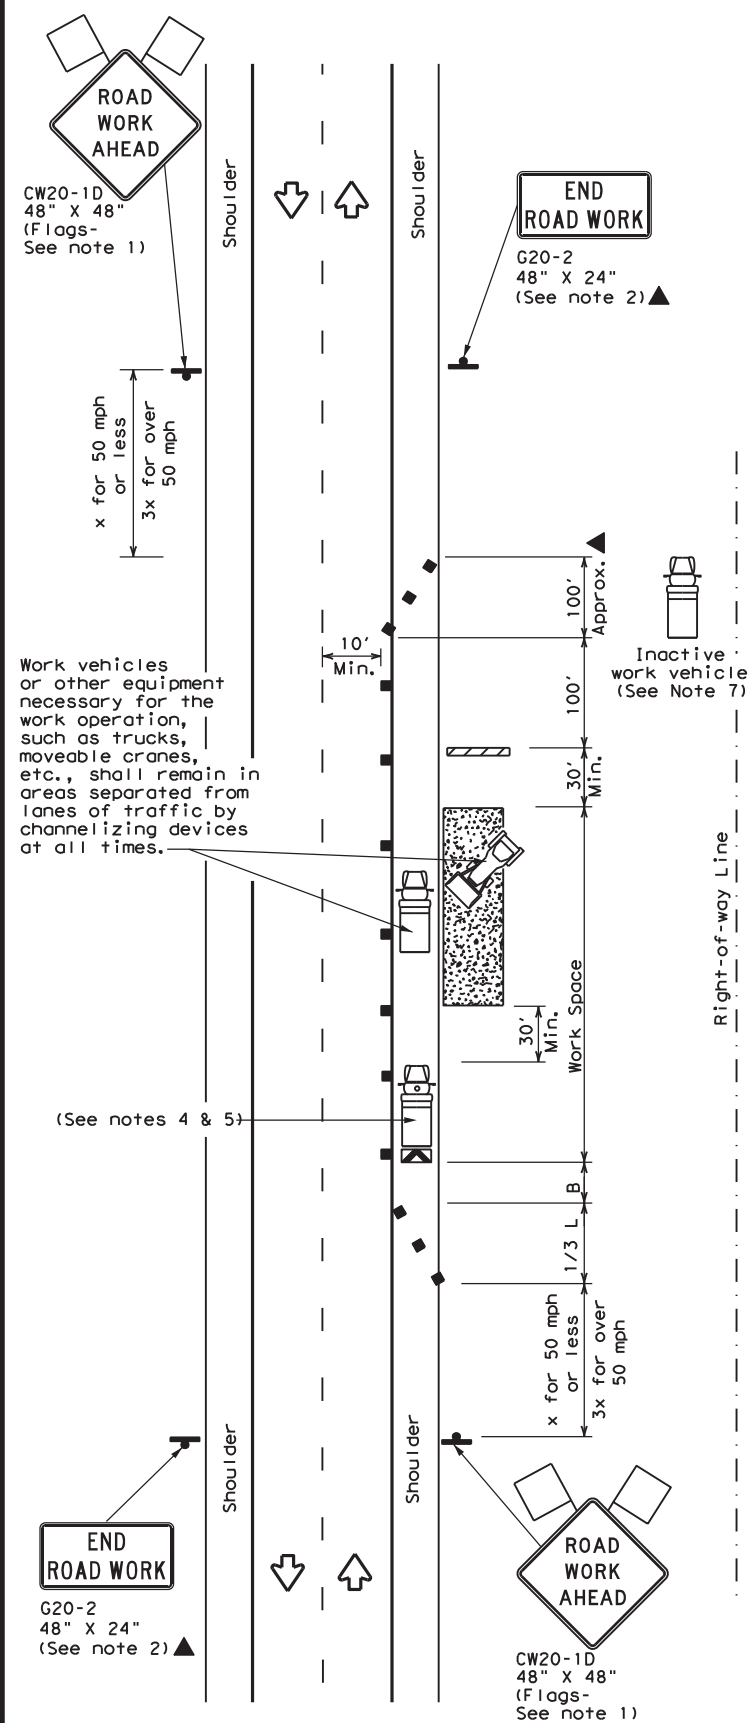 ROAD
WORK
AHEAD
CW20-1D
48" X 48"
(Flags-
See note 1)
Shoulder
Shoulder
END
ROAD WORK
G20-2
48" X 24"
(See note 2)▲
x for 50 mph
or less
3x for over
50 mph
100'
Approx.▲
Inactive
work vehicle
(See Note 7)
10'
Min.
100'
30'
Min.
Work vehicles
or other equipment
necessary for the
work operation,
such as trucks,
moveable cranes,
etc., shall remain in
areas separated from
lanes of traffic by
channelizing devices
at all times.
Right-of-way Line
Work Space
30'
Min.
(See notes 4 & 5)
B
1/3 L
x for 50 mph
or less
3x for over
50 mph
Shoulder
Shoulder
END
ROAD WORK
G20-2
48" X 24"
(See note 2)▲
ROAD
WORK
AHEAD
CW20-1D
48" X 48"
(Flags-
See note 1)